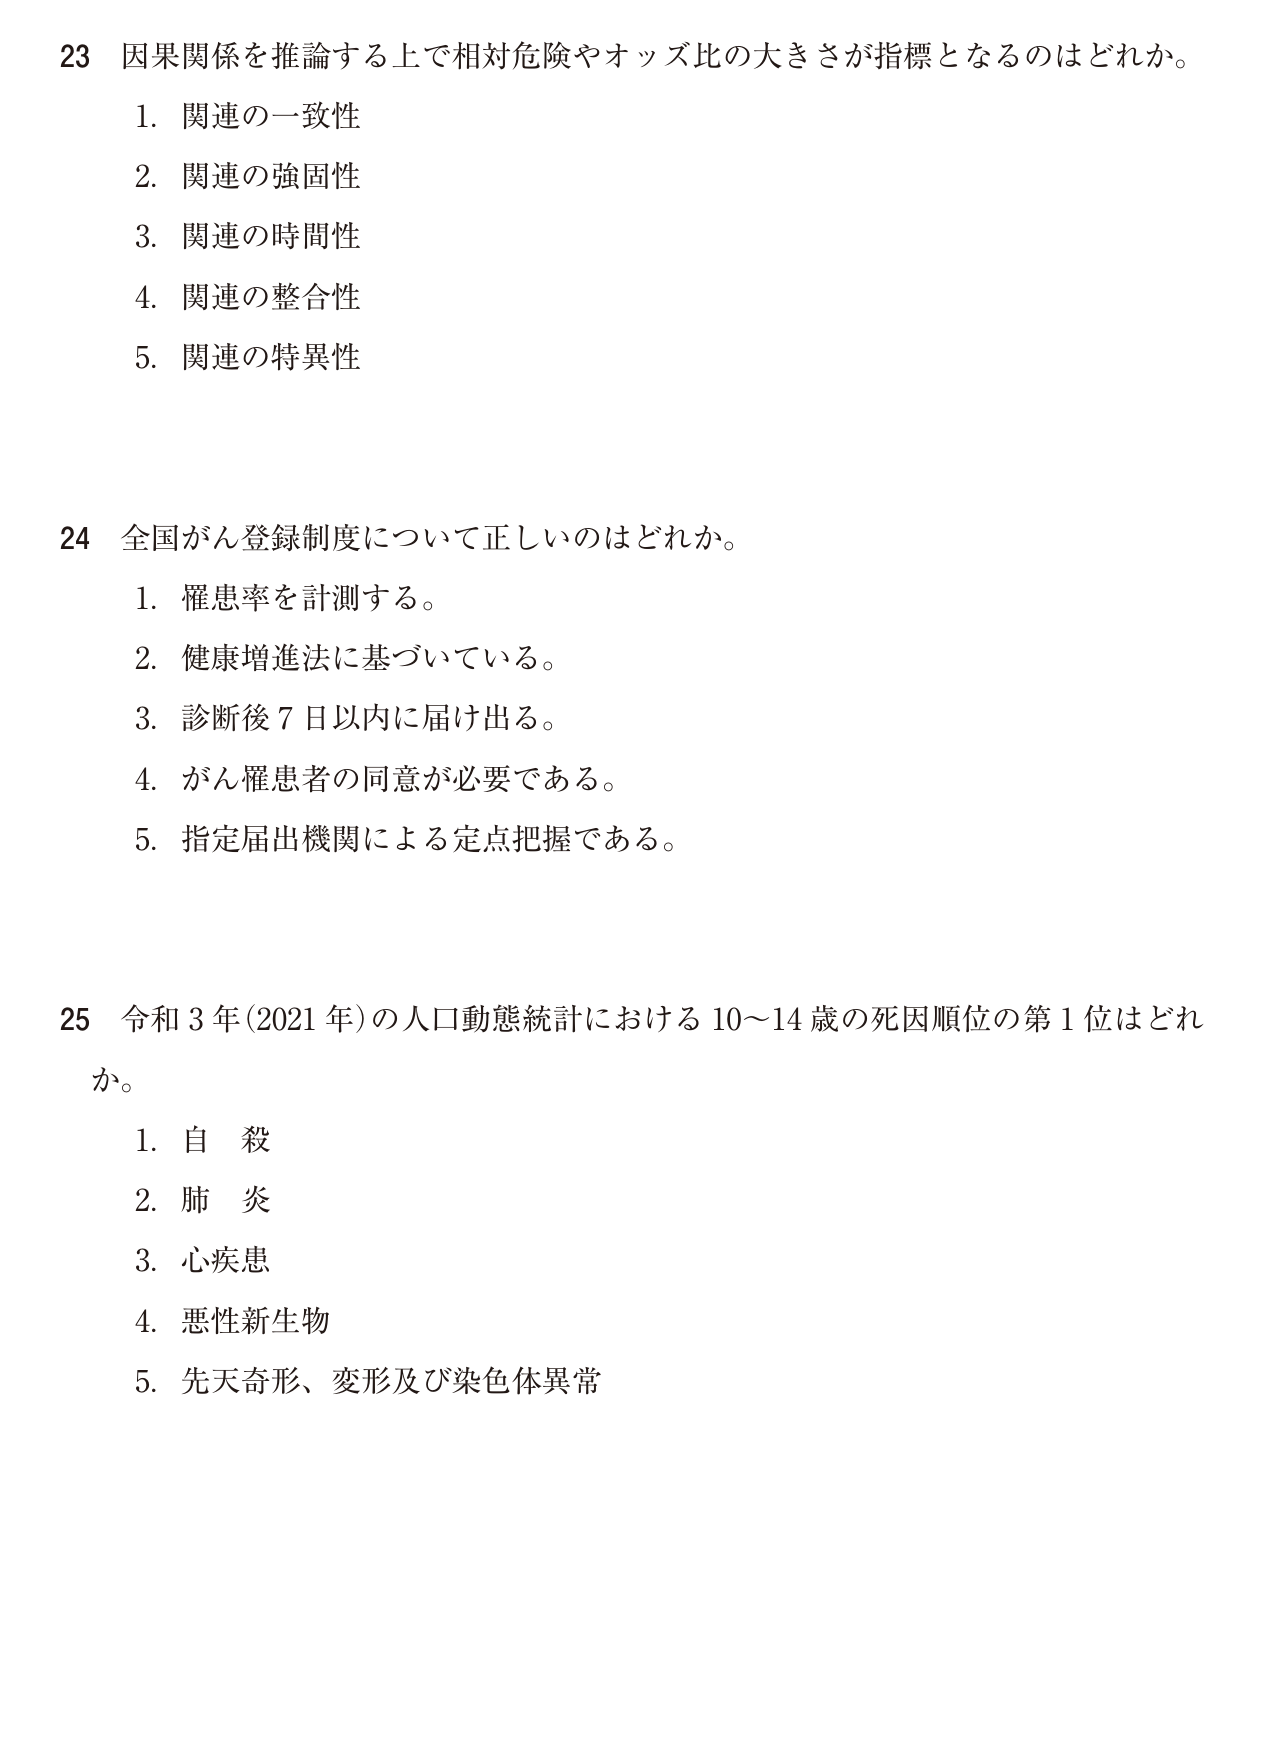 23 因果関係を推論する上で相対危険やオッズ比の大きさが指標となるのはどれか。
1. 関連の一致性
2. 関連の強固性
3. 関連の時間性
4. 関連の整合性
5. 関連の特異性
24 全国がん登録制度について正しいのはどれか。
1. 罹患率を計測する。
2. 健康増進法に基づいている。
3. 診断後 7 日以内に届け出る。
4. がん罹患者の同意が必要である。
5. 指定届出機関による定点把握である。
25 令和 3 年(2021 年)の人口動態統計における 10〜14 歳の死因順位の第 1 位はどれ
か。
1. 自　殺
2. 肺　炎
3. 心疾患
4. 悪性新生物
5. 先天奇形、変形及び染色体異常